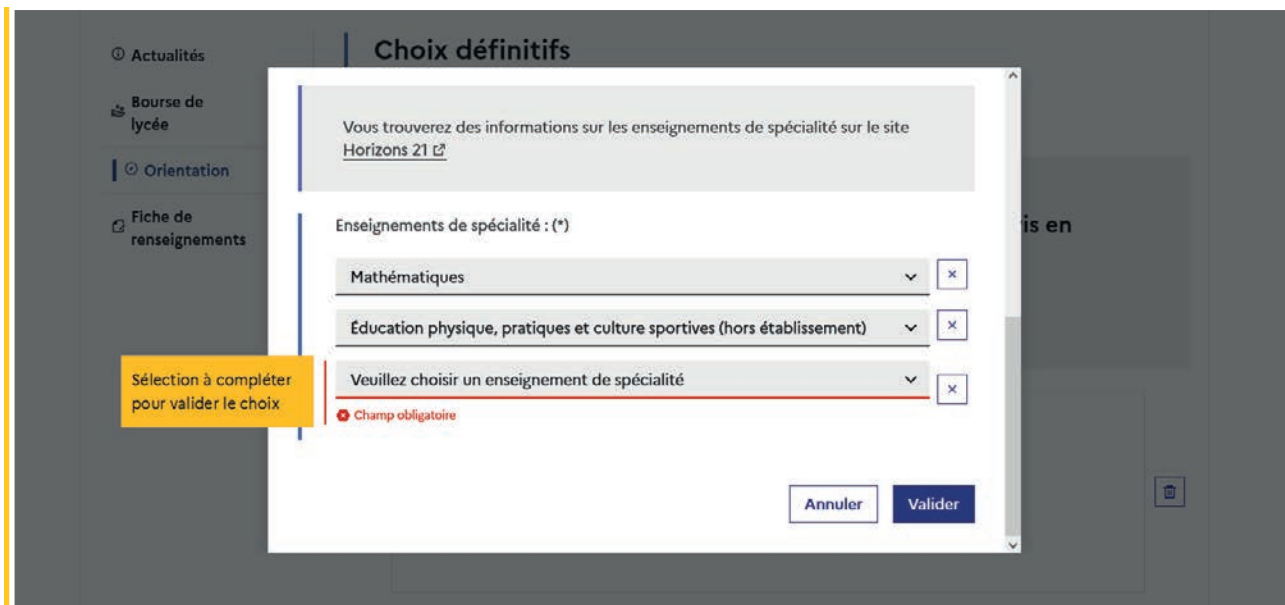 Actualités
Bourse de
lycée
Orientation
Fiche de
renseignements
Choix définitifs
is en
Vous trouverez des informations sur les enseignements de spécialité sur le site
Horizons 21
Enseignements de spécialité : (*)
Mathématiques
Éducation physique, pratiques et culture sportives (hors établissement)
Veuillez choisir un enseignement de spécialité
Champ obligatoire
Sélection à compléter
pour valider le choix
Annuler
Valider